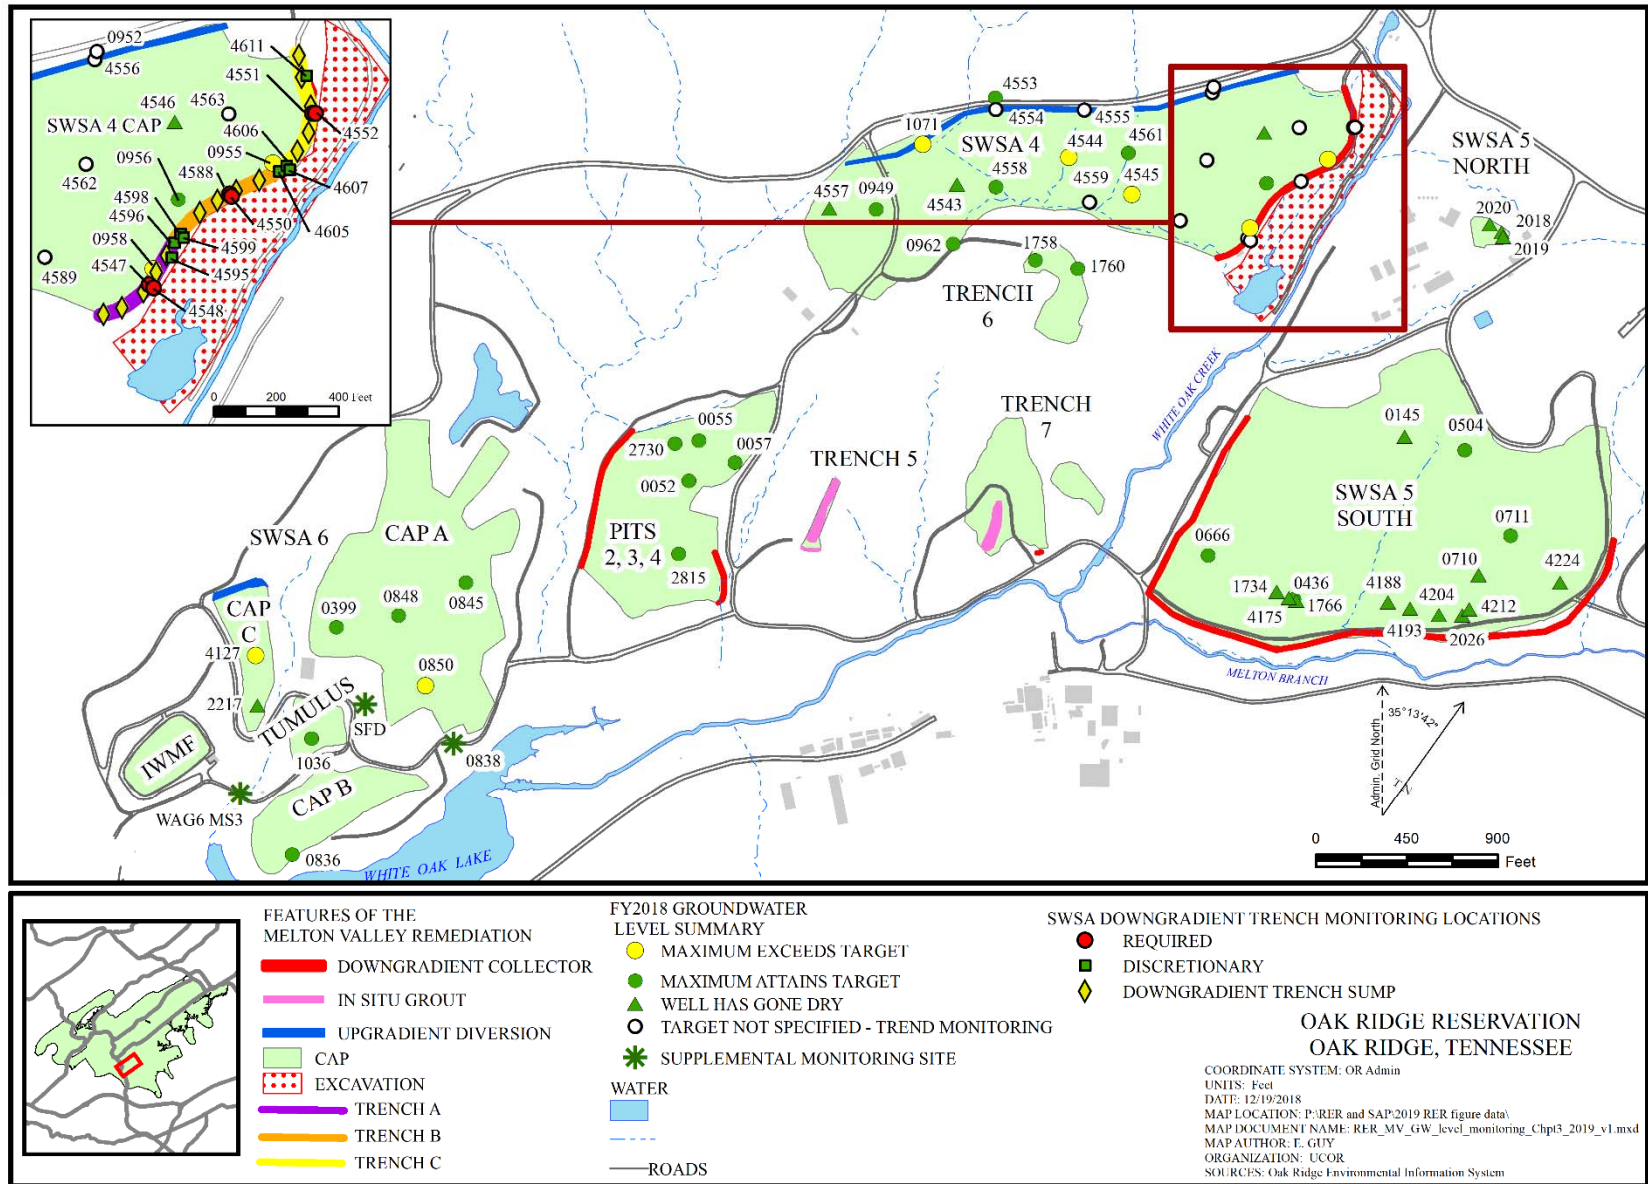 0952
4556
4611
4551
4546
4563
SWSA 4 CAP
4606
4552
0956
0955
4562
4598
4588
4607
4596
4550
4605
0958
4599
4589
4547
4595
4548
0 200 400 Feet
4553
1071
4554
4555
SWSA 4
4544
4561
4558
4559
4545
4557
0949
4543
0962
1758
1760
TRENCH
6
SWSA 5
NORTH
2020
2018
2019
WHITE OAK CREEK
TRENCH
7
0055
2730
0057
0052
TRENCH 5
PITS
2, 3, 4
2815
0145
0504
SWSA 5
SOUTH
0711
0666
0710
4224
1734
0436
4188
4204
4175
1766
4212
4193
2026
MELTON BRANCH
SWSA 6
CAP A
0399
0848
0845
CAP
C
4127
0850
2217
TUMULUS
SFD
IWMF
1036
0838
CAP B
WAG6 MS3
0836
WHITE OAK LAKE
35°13'42"
Admin. Grid North
TN
0 450 900
Feet
FEATURES OF THE
MELTON VALLEY REMEDIATION
DOWNGRADIENT COLLECTOR
IN SITU GROUT
UPGRADIENT DIVERSION
CAP
EXCAVATION
TRENCH A
TRENCH B
TRENCH C
FY2018 GROUNDWATER
LEVEL SUMMARY
MAXIMUM EXCEEDS TARGET
MAXIMUM ATTAINS TARGET
WELL HAS GONE DRY
TARGET NOT SPECIFIED - TREND MONITORING
SUPPLEMENTAL MONITORING SITE
WATER
ROADS
SWSA DOWNGRADIENT TRENCH MONITORING LOCATIONS
REQUIRED
DISCRETIONARY
DOWNGRADIENT TRENCH SUMP
OAK RIDGE RESERVATION
OAK RIDGE, TENNESSEE
COORDINATE SYSTEM: OR Admin
UNITS: Feet
DATE: 12/19/2018
MAP LOCATION: P:\RER and SAP\2019 RER figure data\
MAP DOCUMENT NAME: RER_MV_GW_level_monitoring_Chpt3_2019_v1.mxd
MAP AUTHOR: E. GUY
ORGANIZATION: UCOR
SOURCES: Oak Ridge Environmental Information System